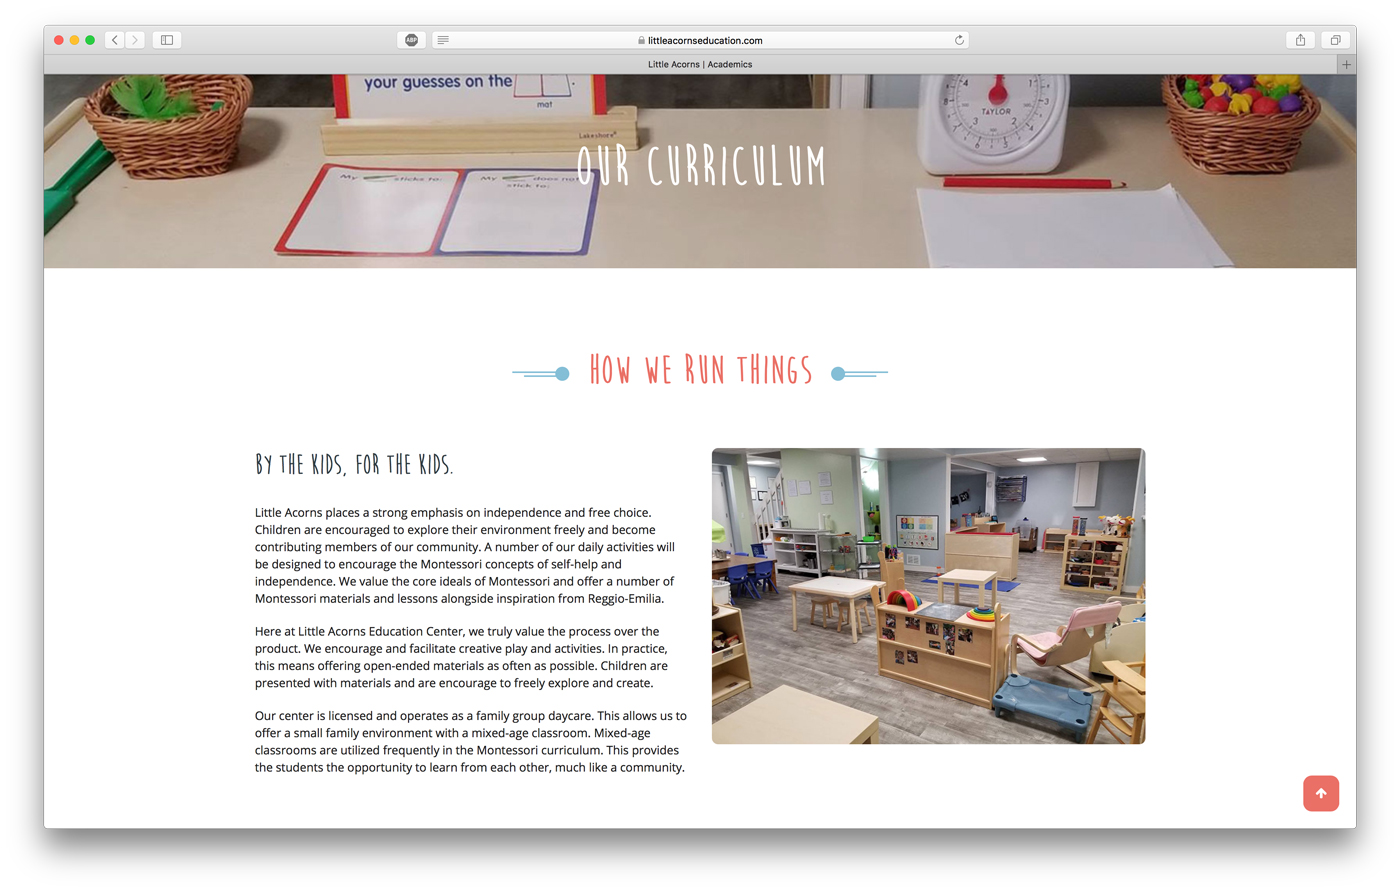 ABP
littleacornseducation.com
Little Acorns | Academics
your guesses on the
mat
Lakeshore
TAYLOR
My sticks to:
My does not
stick to:
OUR CURRICULUM
HOW WE RUN THINGS
BY THE KIDS, FOR THE KIDS.
Little Acorns places a strong emphasis on independence and free choice.
Children are encouraged to explore their environment freely and become
contributing members of our community. A number of our daily activities will
be designed to encourage the Montessori concepts of self-help and
independence. We value the core ideals of Montessori and offer a number of
Montessori materials and lessons alongside inspiration from Reggio-Emilia.
Here at Little Acorns Education Center, we truly value the process over the
product. We encourage and facilitate creative play and activities. In practice,
this means offering open-ended materials as often as possible. Children are
presented with materials and are encourage to freely explore and create.
Our center is licensed and operates as a family group daycare. This allows us to
offer a small family environment with a mixed-age classroom. Mixed-age
classrooms are utilized frequently in the Montessori curriculum. This provides
the students the opportunity to learn from each other, much like a community.